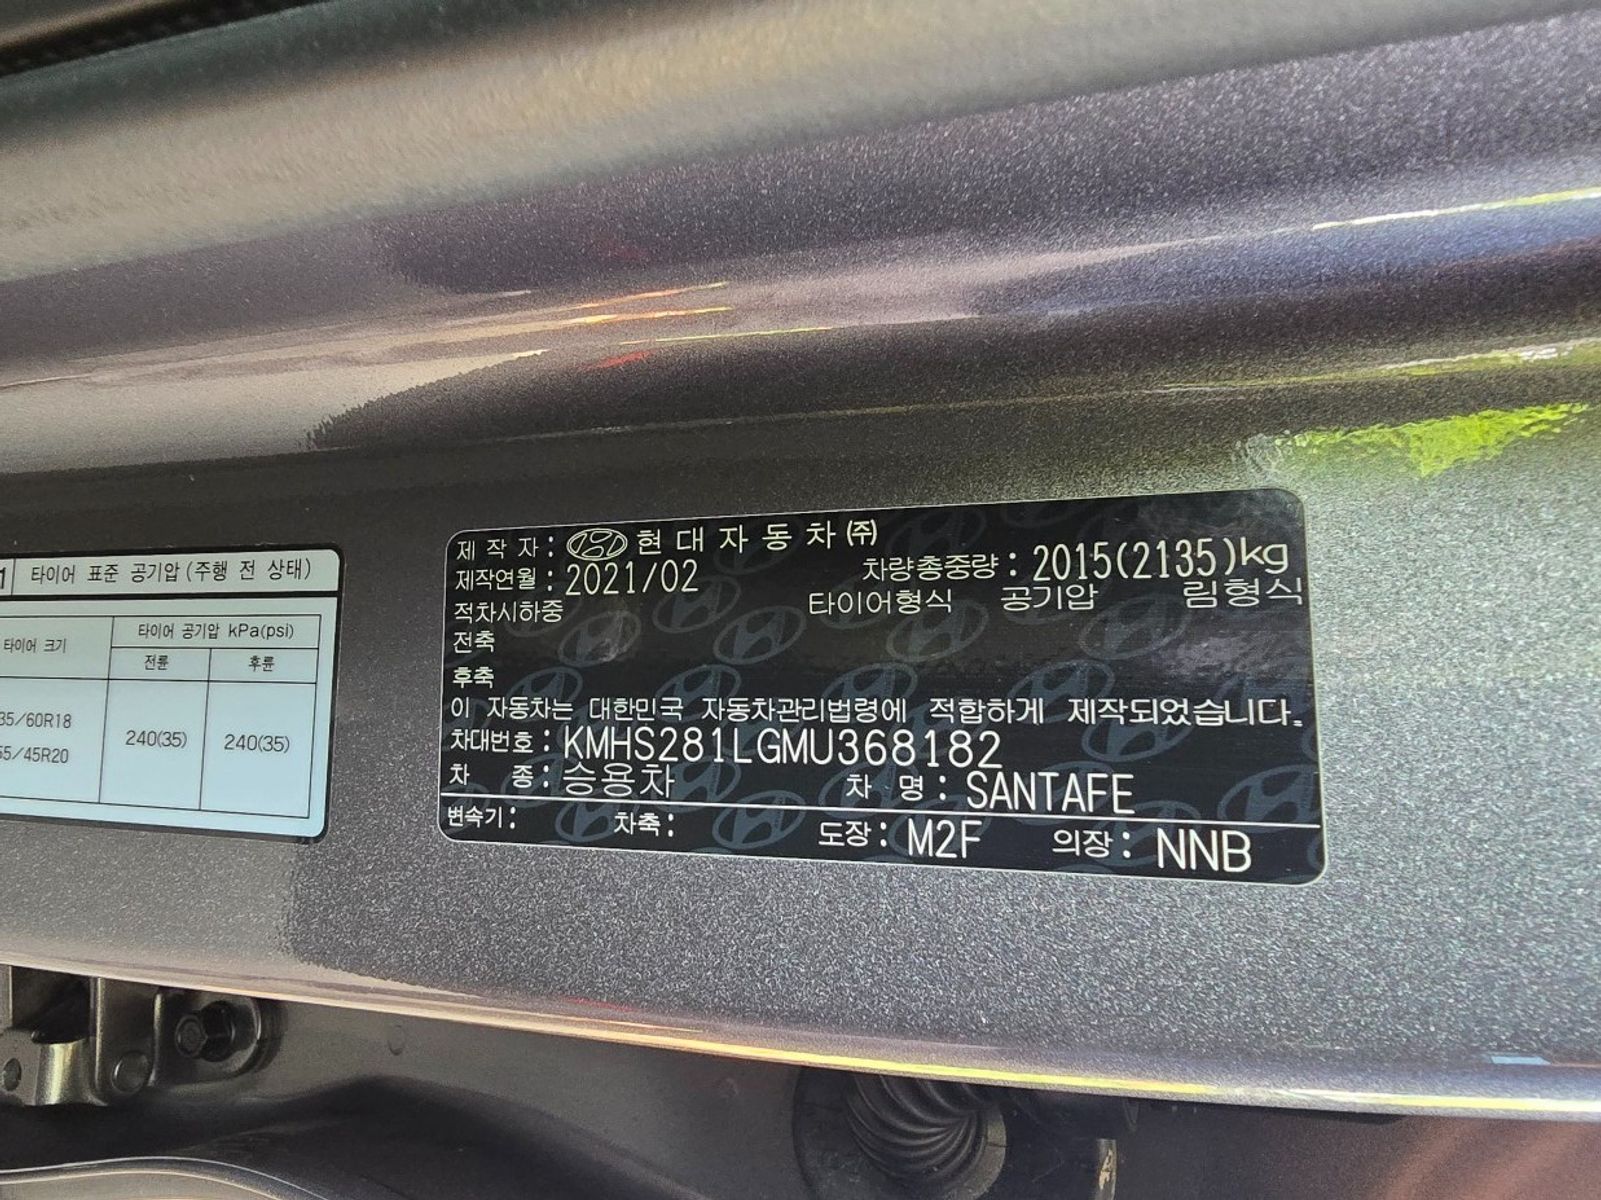 1 타이어 표준 공기압 (주행 전 상태)
타이어 크기
타이어 공기압 kPa(psi)
전륜 후륜
35/60R18
55/45R20
240(35) 240(35)
제 작 자 : 현 대 자 동 차 ㈜
제작연월 : 2021/02 차량총중량 : 2015(2135)kg
적차시하중 타이어형식 공기압 림형식
전축
후축
이 자동차는 대한민국 자동차관리법령에 적합하게 제작되었습니다.
차대번호 : KMHS281LGMU368182
차 종 : 승용차 차 명 : SANTAFE
변속기 : 차축 : 도장 : M2F 의장 : NNB